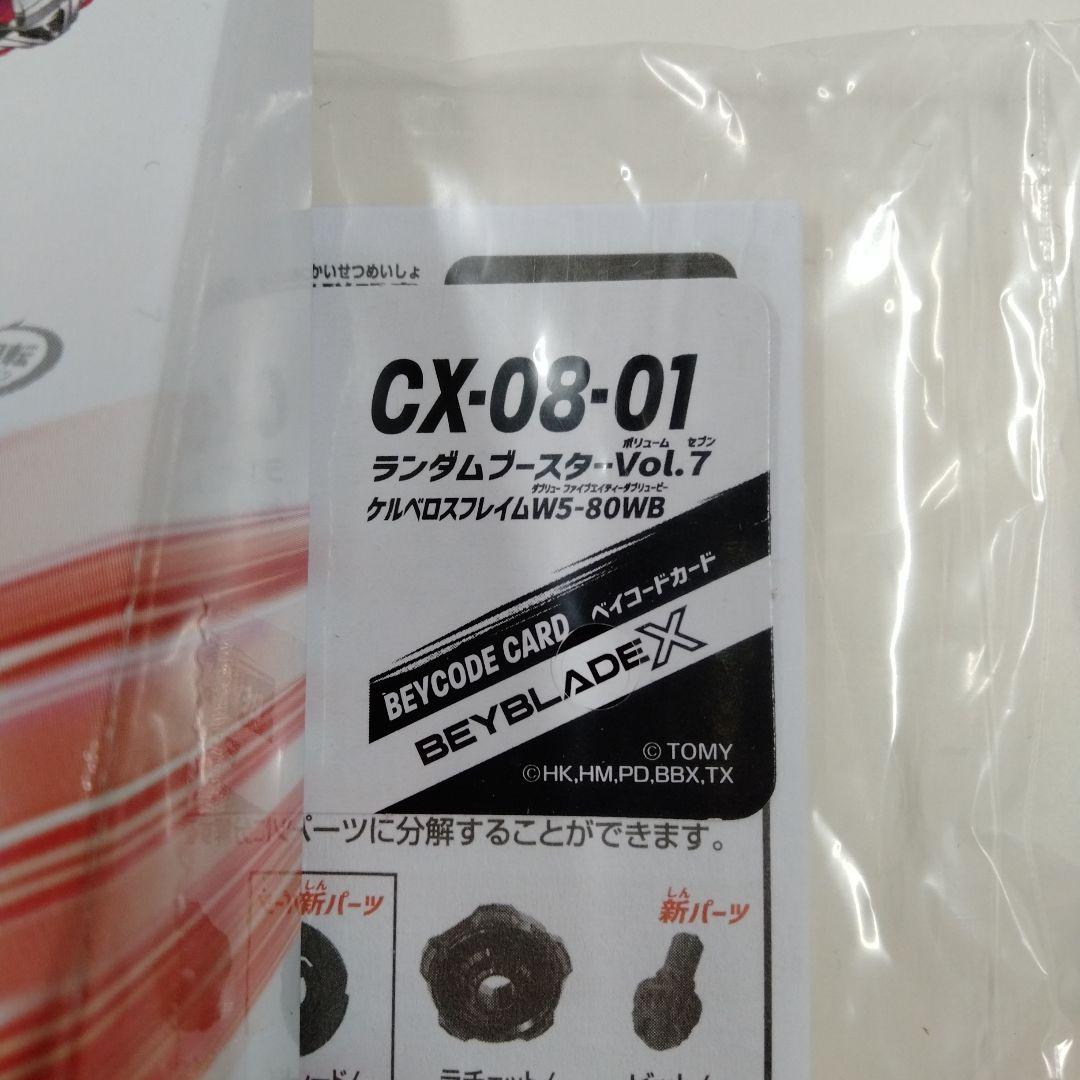 かいせつめいしょ
CX-08-01
ボリューム セブン
ランダムブースターVol.7
ダブリュー ファイブエイティーダブリュービー
ケルベロスフレイムW5-80WB
BEYCODE CARD ベイコードカード
BEYBLADE X
© TOMY
©HK,HM,PD,BBX,TX
パーツに分解することができます。
しん
新パーツ
しん
新パーツ